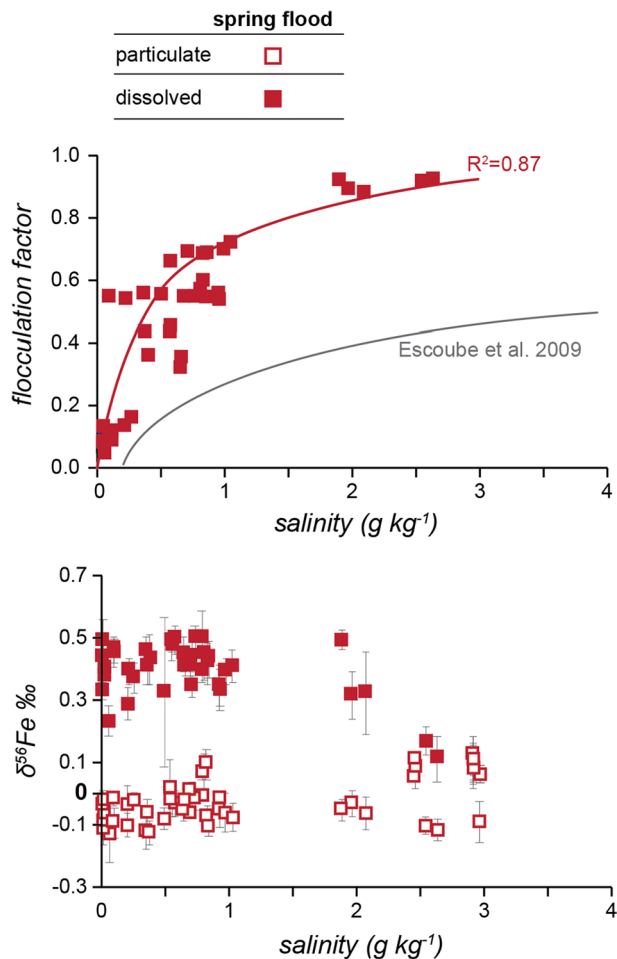 spring flood
particulate
dissolved
1.0
0.8
0.6
0.4
0.2
0.0
flocculation factor
R²=0.87
Escoube et al. 2009
0 1 2 3 4
salinity (g kg⁻¹)
0.7
0.5
0.3
0.1
0
-0.1
-0.3
δ⁵⁶Fe ‰
0 1 2 3 4
salinity (g kg⁻¹)